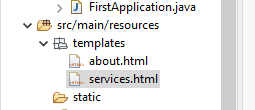 FirstApplication.java
src/main/resources
templates
about.html
services.html
static